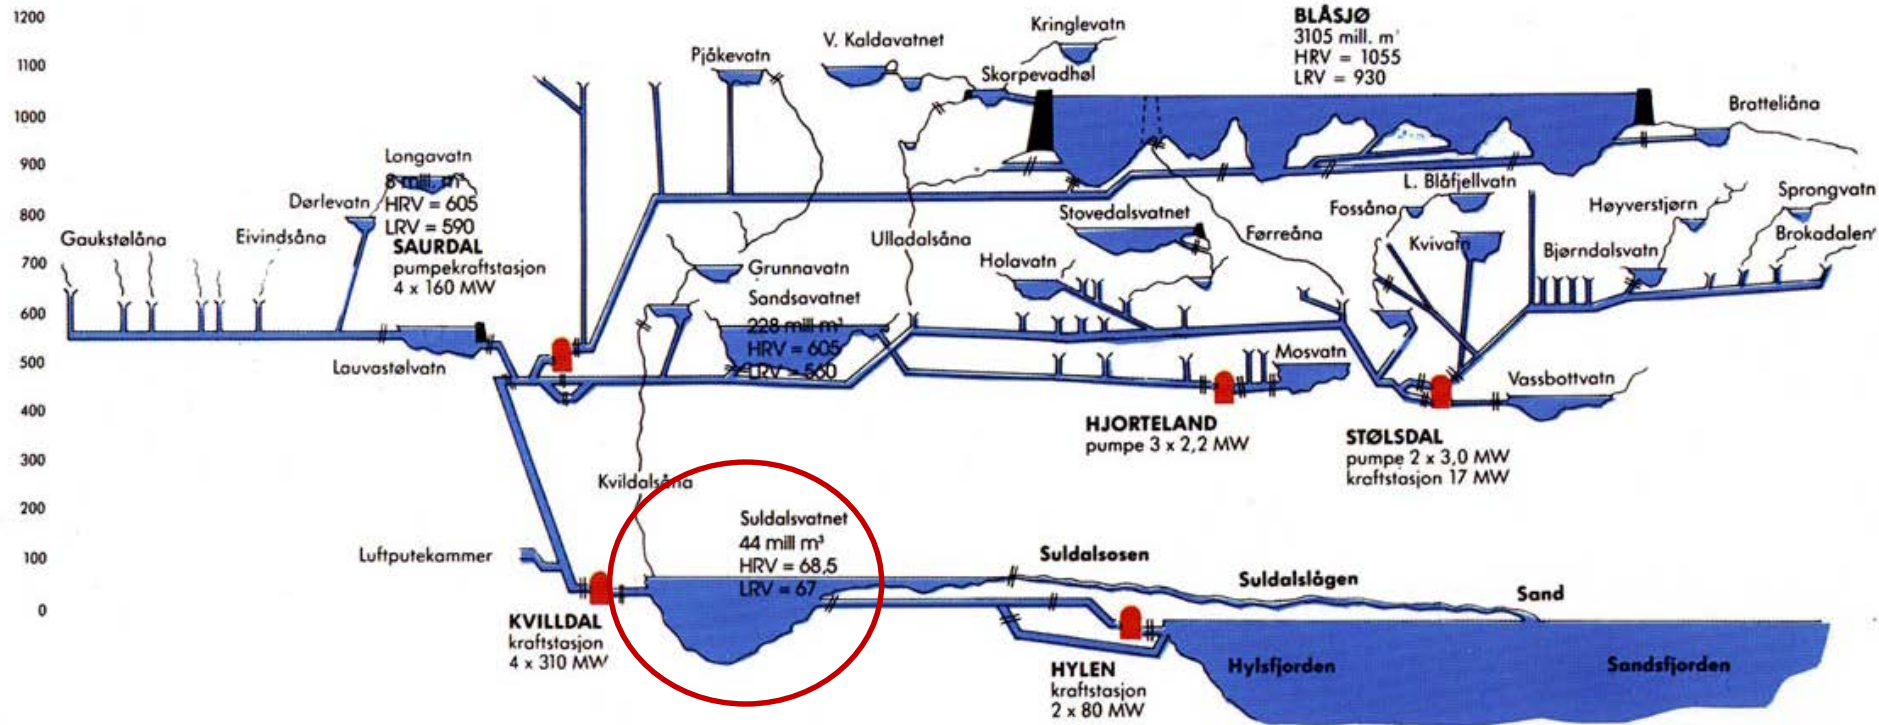 1200
1100
1000
900
800
700
600
500
400
300
200
100
0
Gaukstølåna
Eivindsåna
Dørlevatn
Longavatn
8 mill. m³
HRV = 605
LRV = 590
SAURDAL
pumpekraftstasjon
4 x 160 MW
Lauvastølvatn
Pjåkevatn
V. Kaldavatnet
Kringlevatn
Skorpevadhøl
BLÅSJØ
3105 mill. m³
HRV = 1055
LRV = 930
Bratteliåna
Grunnavatn
Sandsavatnet
228 mill m³
HRV = 605
LRV = 560
Ulladalsåna
Stovedalsvatnet
Holavatn
Førreåna
Fossåna
L. Blåfjellvatn
Kvivatn
Høyverstjørn
Bjørndalsvatn
Sprongvatn
Brokadalen
Mosvatn
Vassbottvatn
HJORTELAND
pumpe 3 x 2,2 MW
STØLSDAL
pumpe 2 x 3,0 MW
kraftstasjon 17 MW
Kvildalsåna
Luftputekammer
KVILLDAL
kraftstasjon
4 x 310 MW
Suldalsvatnet
44 mill m³
HRV = 68,5
LRV = 67
Suldalsosen
Suldalslågen
Sand
HYLEN
kraftstasjon
2 x 80 MW
Hylsfjorden
Sandsfjorden